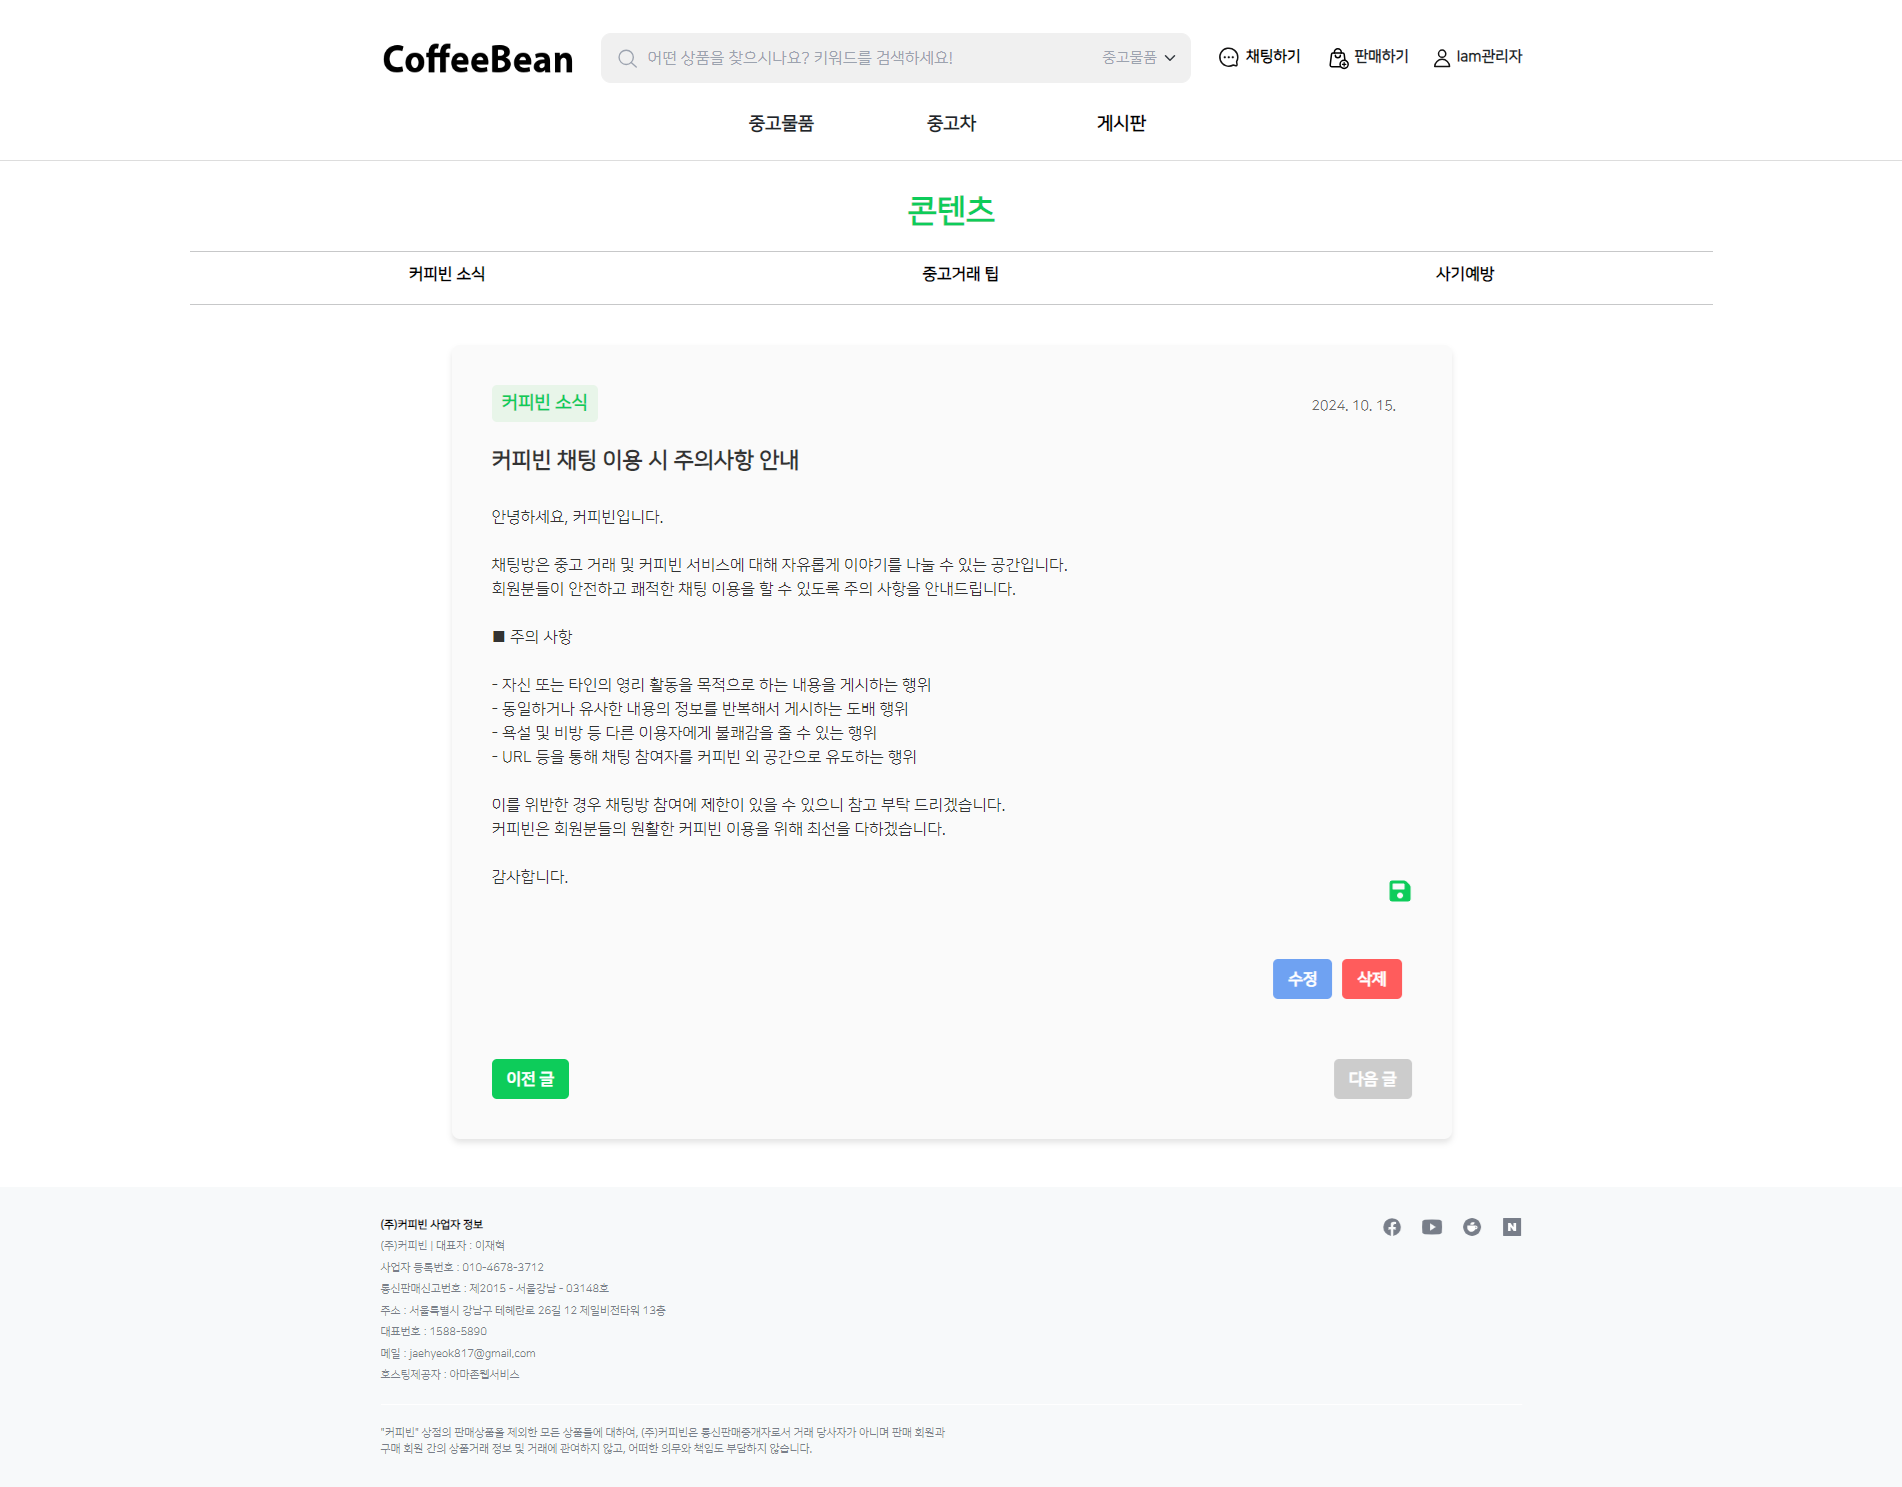 CoffeeBean
어떤 상품을 찾으시나요? 키워드를 검색하세요!
중고물품
채팅하기
판매하기
Iam관리자
중고물품
중고차
게시판
콘텐츠
커피빈 소식
중고거래 팁
사기예방
커피빈 소식
2024. 10. 15.
커피빈 채팅 이용 시 주의사항 안내
안녕하세요, 커피빈입니다.
채팅방은 중고 거래 및 커피빈 서비스에 대해 자유롭게 이야기를 나눌 수 있는 공간입니다.
회원분들이 안전하고 쾌적한 채팅 이용을 할 수 있도록 주의 사항을 안내드립니다.
■ 주의 사항
- 자신 또는 타인의 영리 활동을 목적으로 하는 내용을 게시하는 행위
- 동일하거나 유사한 내용의 정보를 반복해서 게시하는 도배 행위
- 욕설 및 비방 등 다른 이용자에게 불쾌감을 줄 수 있는 행위
- URL 등을 통해 채팅 참여자를 커피빈 외 공간으로 유도하는 행위
이를 위반한 경우 채팅방 참여에 제한이 있을 수 있으니 참고 부탁 드리겠습니다.
커피빈은 회원분들의 원활한 커피빈 이용을 위해 최선을 다하겠습니다.
감사합니다.
수정
삭제
이전 글
다음 글
(주)커피빈 사업자 정보
(주)커피빈 | 대표자 : 이재혁
사업자 등록번호 : 010-4678-3712
통신판매신고번호 : 제2015 - 서울강남 - 03148호
주소 : 서울특별시 강남구 테헤란로 26길 12 제일비전타워 13층
대표번호 : 1588-5890
메일 : jaehyeok817@gmail.com
호스팅제공자 : 아마존웹서비스
N
"커피빈" 상점의 판매상품을 제외한 모든 상품들에 대하여, (주)커피빈은 통신판매중개자로서 거래 당사자가 아니며 판매 회원과
구매 회원 간의 상품거래 정보 및 거래에 관여하지 않고, 어떠한 의무와 책임도 부담하지 않습니다.